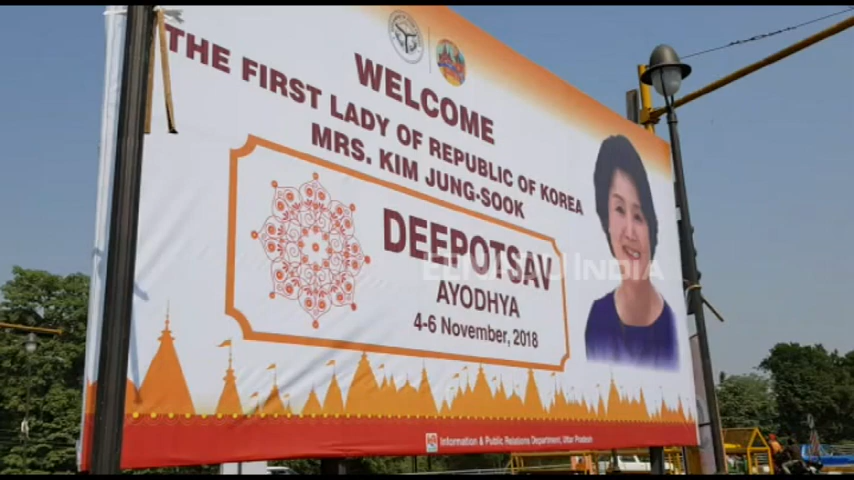 WELCOME
THE FIRST LADY OF REPUBLIC OF KOREA
MRS. KIM JUNG-SOOK
DEEPOTSAV
AYODHYA
4-6 November, 2018
Information & Public Relations Department, Uttar Pradesh